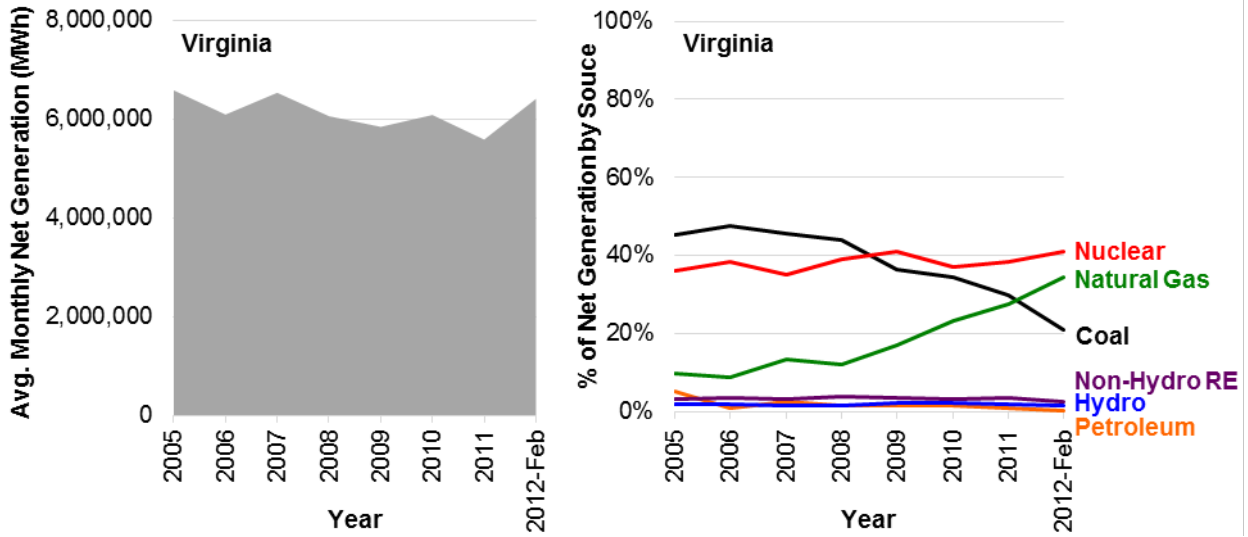 Avg. Monthly Net Generation (MWh)
8,000,000
6,000,000
4,000,000
2,000,000
0
Virginia
2005
2006
2007
2008
2009
2010
2011
2012-Feb
Year
% of Net Generation by Souce
100%
80%
60%
40%
20%
0%
Virginia
Nuclear
Natural Gas
Coal
Non-Hydro RE
Hydro
Petroleum
2005
2006
2007
2008
2009
2010
2011
2012-Feb
Year